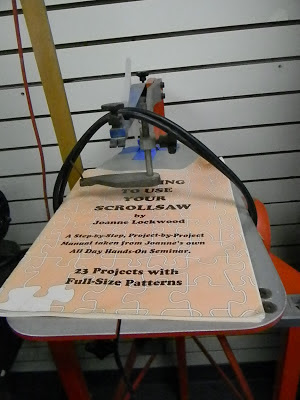 TO USE
YOUR
SCROLLSAW
by
Joanne Lockwood
A Step-by-Step, Project-by-Project
Manual taken from Joanne's own
All Day Hands-On Seminar.
23 Projects with
Full-Size Patterns